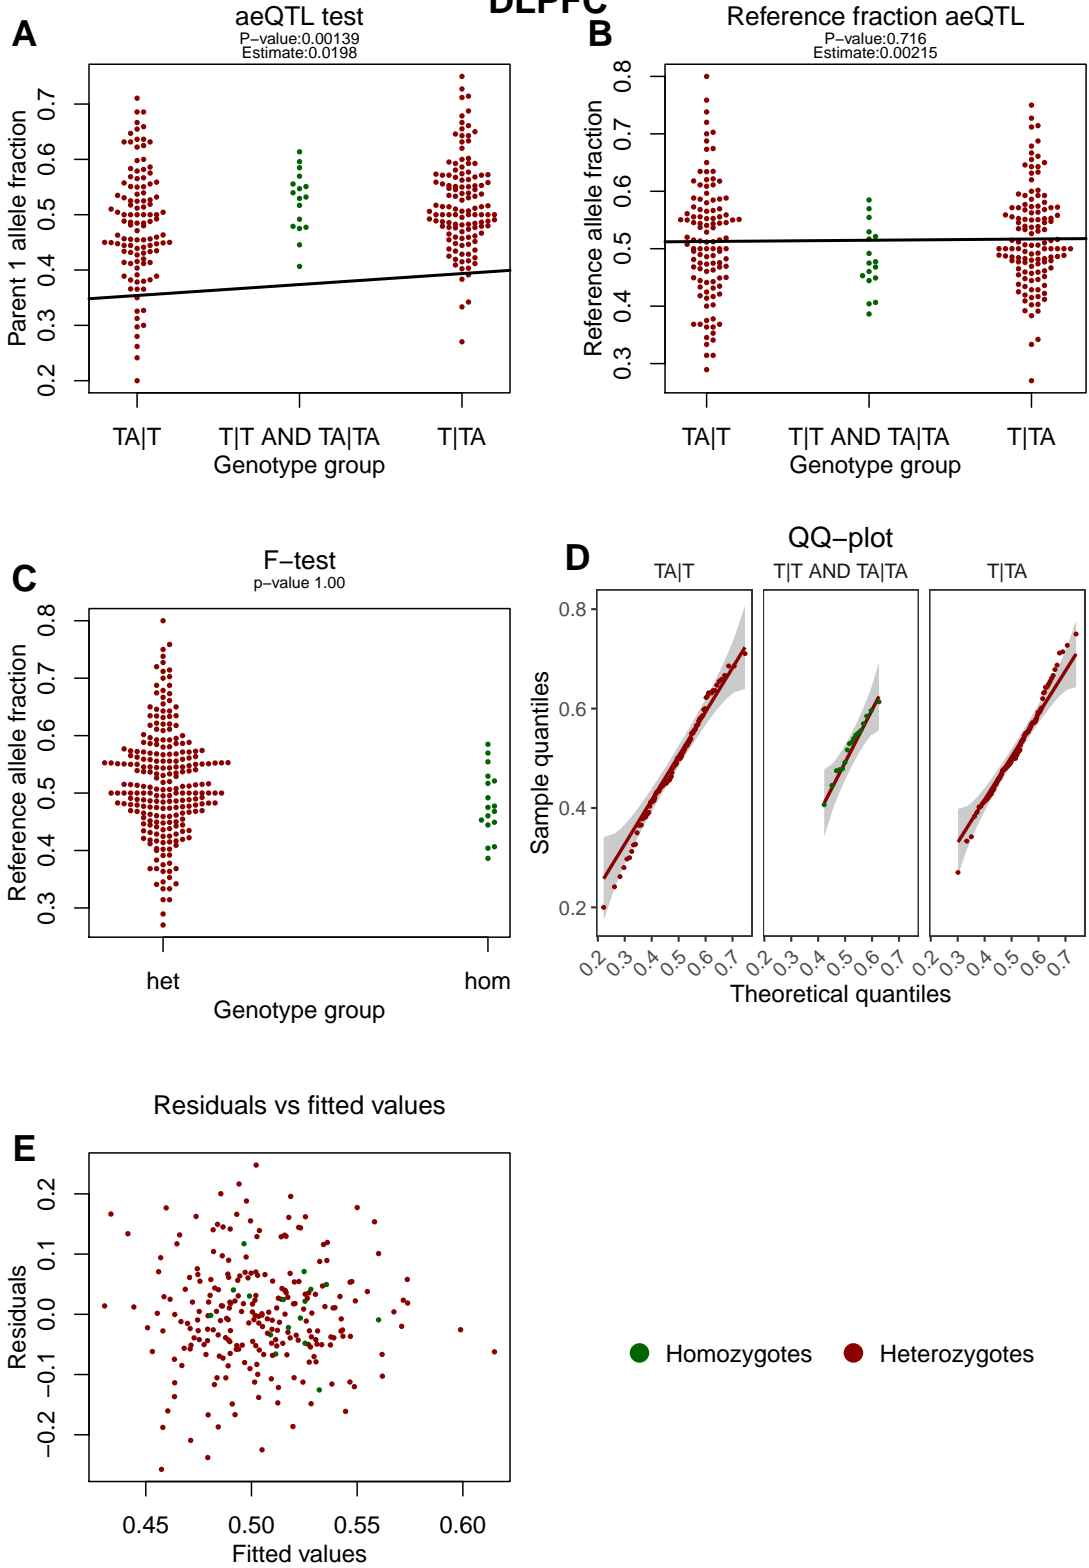 DLPFC
A
aeQTL test
P−value:0.00139
Estimate:0.0198
Parent 1 allele fraction
0.7
0.6
0.5
0.4
0.3
0.2
TA|T
T|T AND TA|TA
T|TA
Genotype group
B
Reference fraction aeQTL
P−value:0.716
Estimate:0.00215
Reference allele fraction
0.8
0.7
0.6
0.5
0.4
0.3
TA|T
T|T AND TA|TA
T|TA
Genotype group
C
F−test
p−value 1.00
Reference allele fraction
0.8
0.7
0.6
0.5
0.4
0.3
het
hom
Genotype group
D
QQ−plot
TA|T
T|T AND TA|TA
T|TA
Sample quantiles
0.8
0.6
0.4
0.2
0.2 0.3 0.4 0.5 0.6 0.7
0.2 0.3 0.4 0.5 0.6 0.7
0.2 0.3 0.4 0.5 0.6 0.7
Theoretical quantiles
Residuals vs fitted values
E
Residuals
0.2
0.1
0.0
−0.1
−0.2
0.45 0.50 0.55 0.60
Fitted values
Homozygotes
Heterozygotes